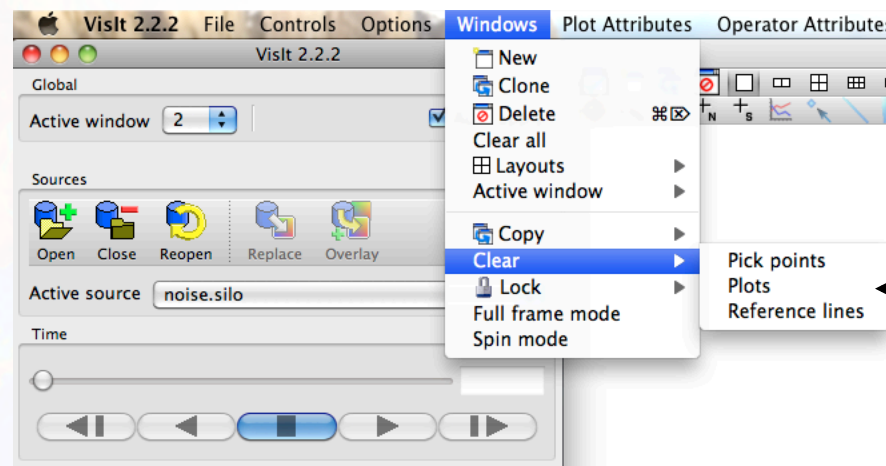 VisIt 2.2.2 File Controls Options Windows Plot Attributes Operator Attributes
VisIt 2.2.2
Global
Active window 2
Sources
Open Close Reopen Replace Overlay
Active source noise.silo
Time
New
Clone
Delete ⌘⌦
Clear all
Layouts
Active window
Copy
Clear
Lock
Full frame mode
Spin mode
Pick points
Plots
Reference lines
N S